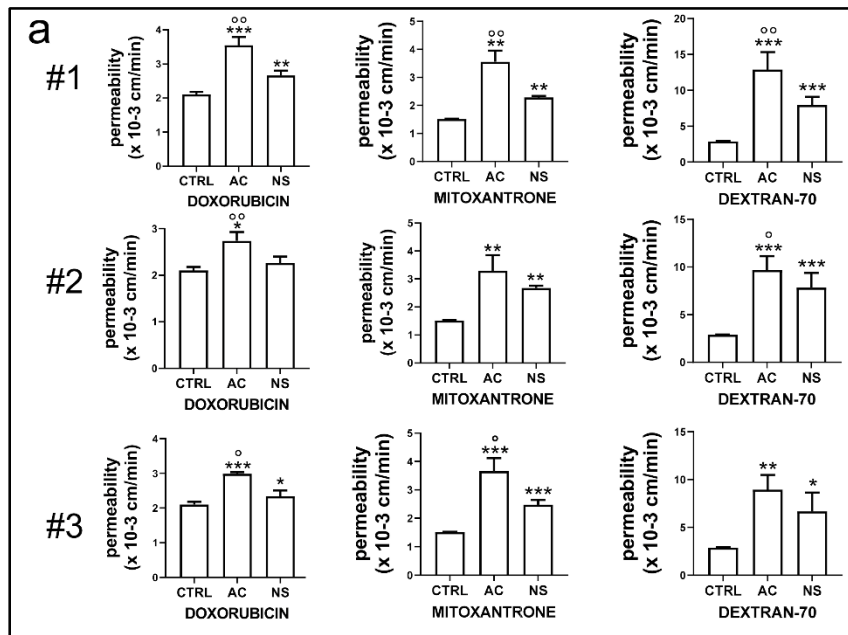 a
#1
permeability
(x 10-3 cm/min)
4
3
2
1
0
°°
***
**
CTRL AC NS
DOXORUBICIN
permeability
(x 10-3 cm/min)
5
4
3
2
1
0
°°
**
**
CTRL AC NS
MITOXANTRONE
permeability
(x 10-3 cm/min)
20
15
10
5
0
°°
***
***
CTRL AC NS
DEXTRAN-70
#2
permeability
(x 10-3 cm/min)
3
2
1
0
°°
*
CTRL AC NS
DOXORUBICIN
permeability
(x 10-3 cm/min)
5
4
3
2
1
0
**
**
CTRL AC NS
MITOXANTRONE
permeability
(x 10-3 cm/min)
15
10
5
0
°
***
***
CTRL AC NS
DEXTRAN-70
#3
permeability
(x 10-3 cm/min)
4
3
2
1
0
°
***
*
CTRL AC NS
DOXORUBICIN
permeability
(x 10-3 cm/min)
5
4
3
2
1
0
°
***
***
CTRL AC NS
MITOXANTRONE
permeability
(x 10-3 cm/min)
15
10
5
0
**
*
CTRL AC NS
DEXTRAN-70